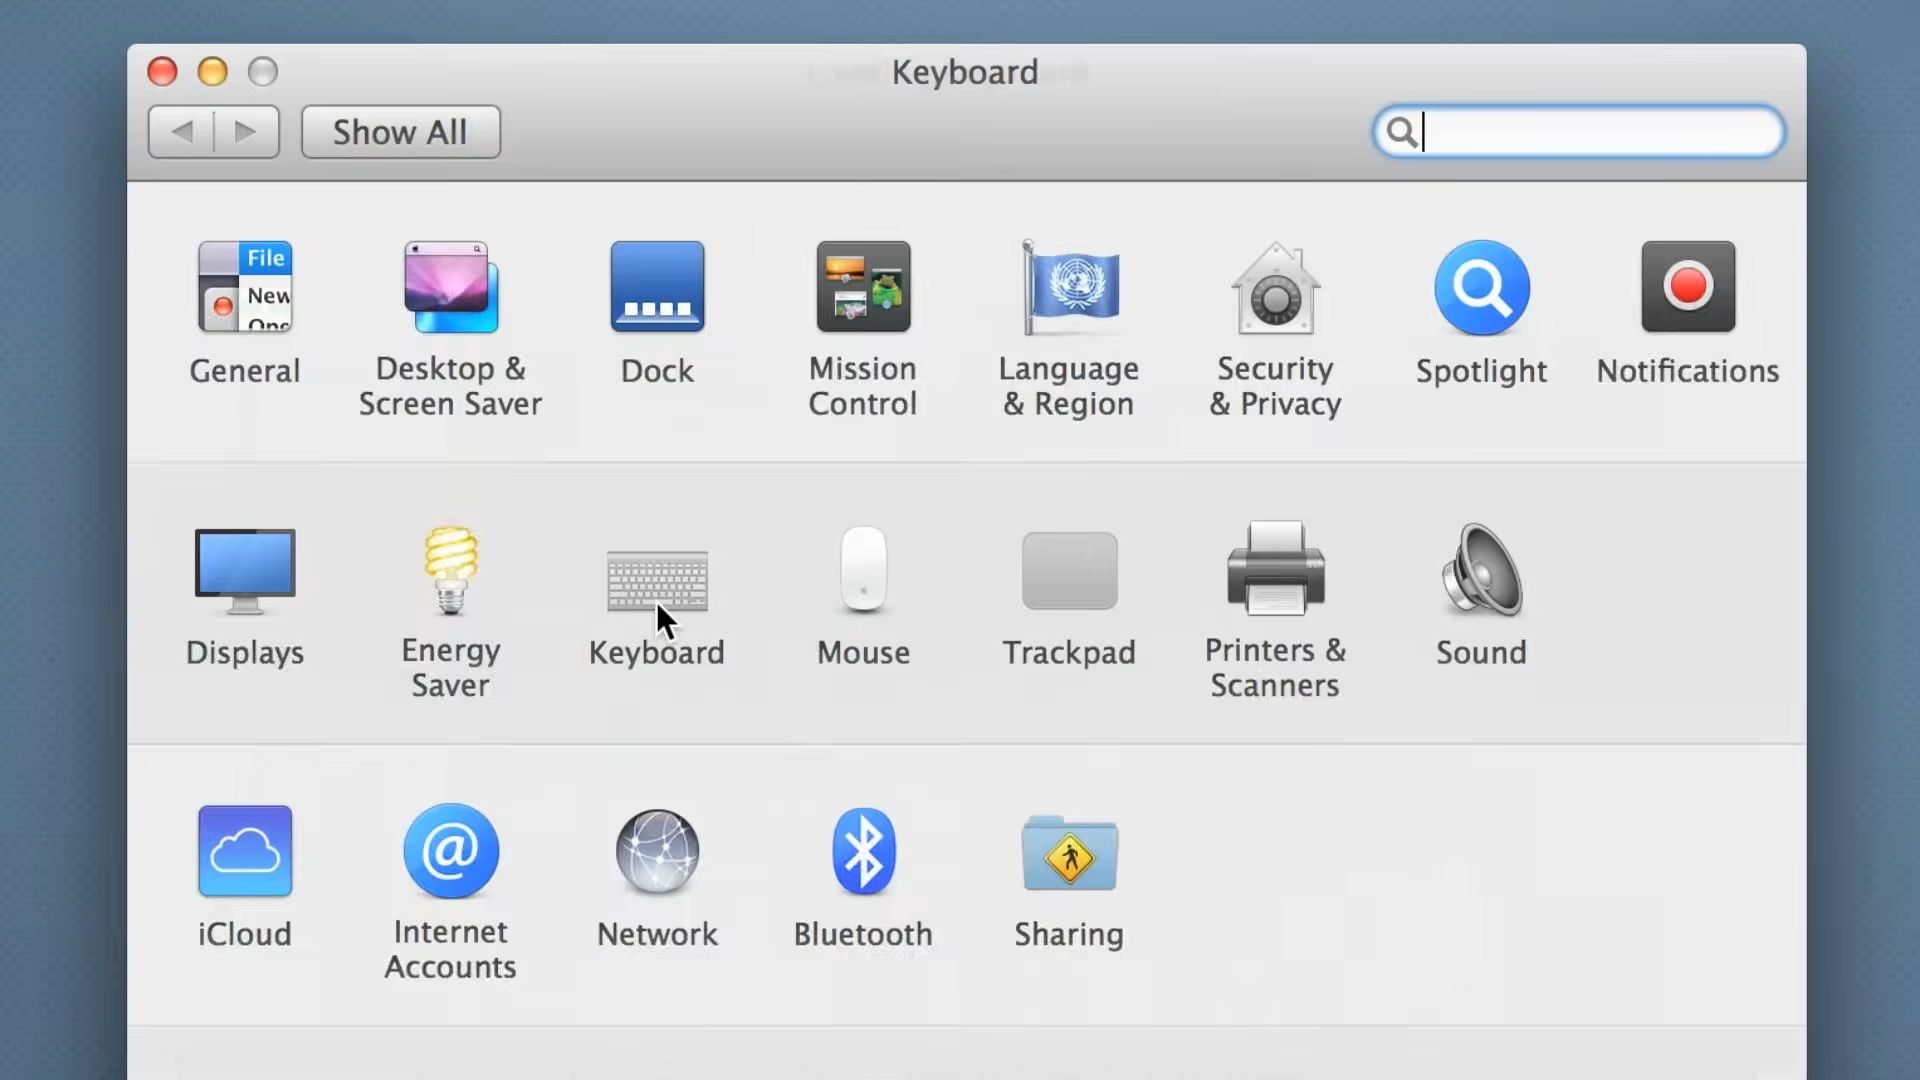 Keyboard
Show All
File
New
General
Desktop &
Screen Saver
Dock
Mission
Control
Language
& Region
Security
& Privacy
Spotlight
Notifications
Displays
Energy
Saver
Keyboard
Mouse
Trackpad
Printers &
Scanners
Sound
iCloud
@
Internet
Accounts
Network
Bluetooth
Sharing